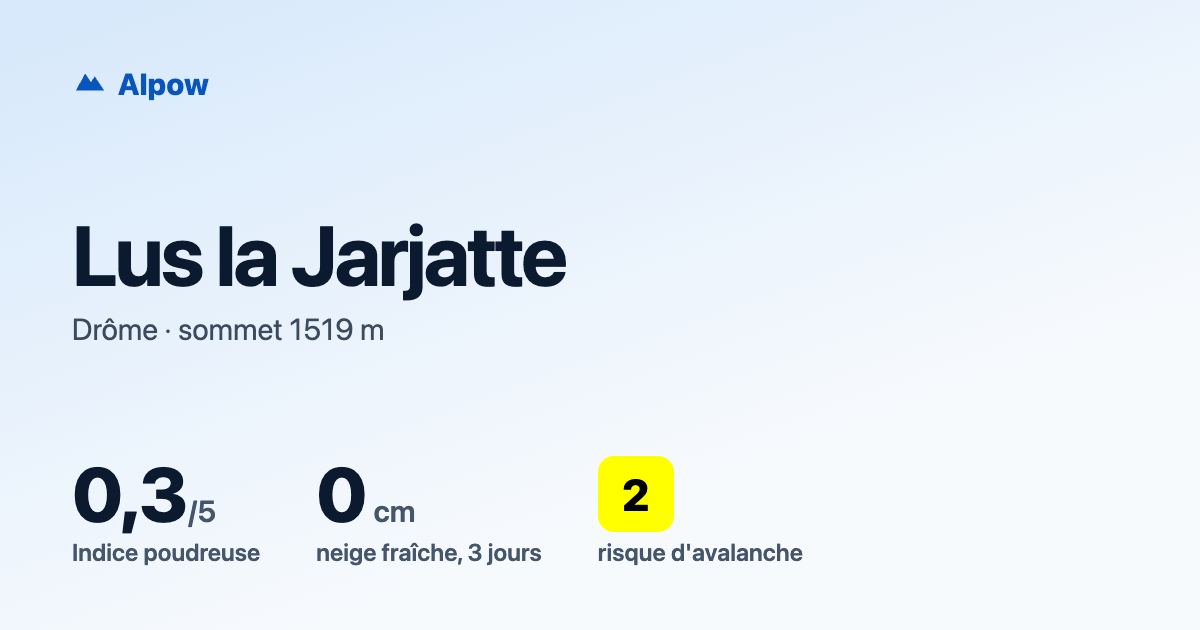 Alpow
Lus la Jarjatte
Drôme · sommet 1519 m
0,3/5
Indice poudreuse
0 cm
neige fraîche, 3 jours
2
risque d'avalanche